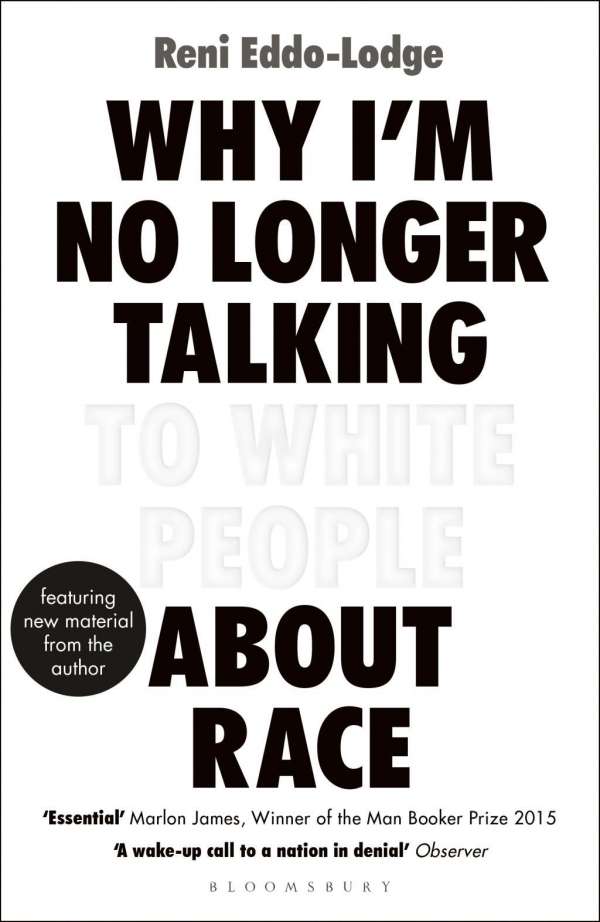 Reni Eddo-Lodge
WHY I'M
NO LONGER
TALKING
TO WHITE
PEOPLE
ABOUT
RACE
featuring
new material
from the
author
‘Essential’ Marlon James, Winner of the Man Booker Prize 2015
‘A wake-up call to a nation in denial’ Observer
BLOOMSBURY